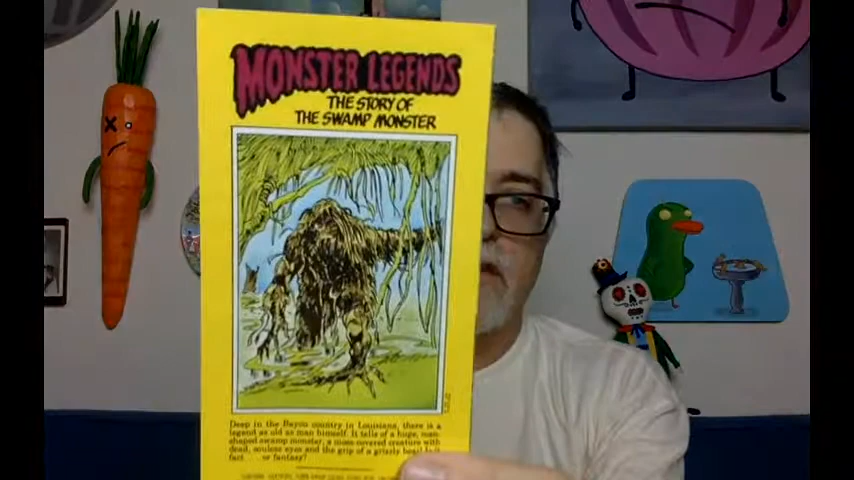 MONSTER LEGENDS
THE STORY OF
THE SWAMP MONSTER
Deep in the Bayou country in Louisiana, there is a
legend as old as man himself. It tells of a huge, man-
shaped swamp monster, a moss-covered creature with
dead, soulless eyes and the grip of a grizzly bear! Is it
fact . . . or fantasy?